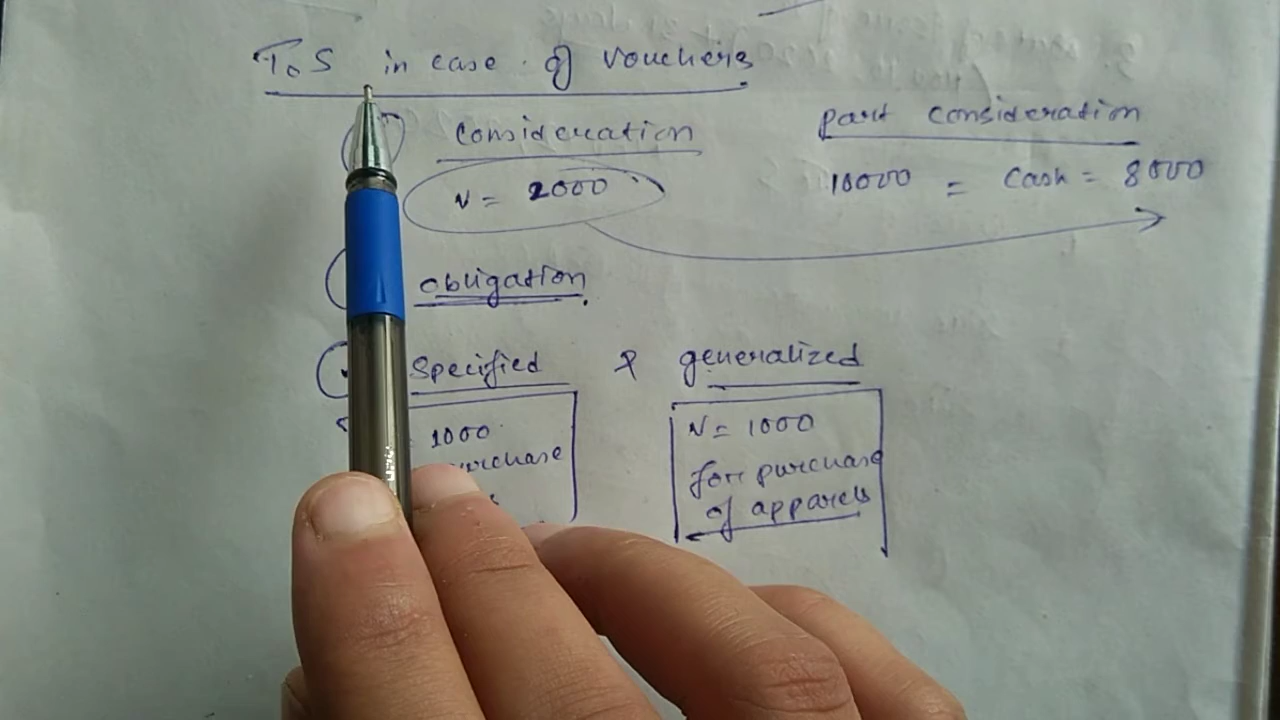 ToS in case of vouchers
consideration
part consideration
V = 2000
10000 = Cash = 8000
obligation
Specified & generalized
1000
V = 1000
for purchase
of apparels